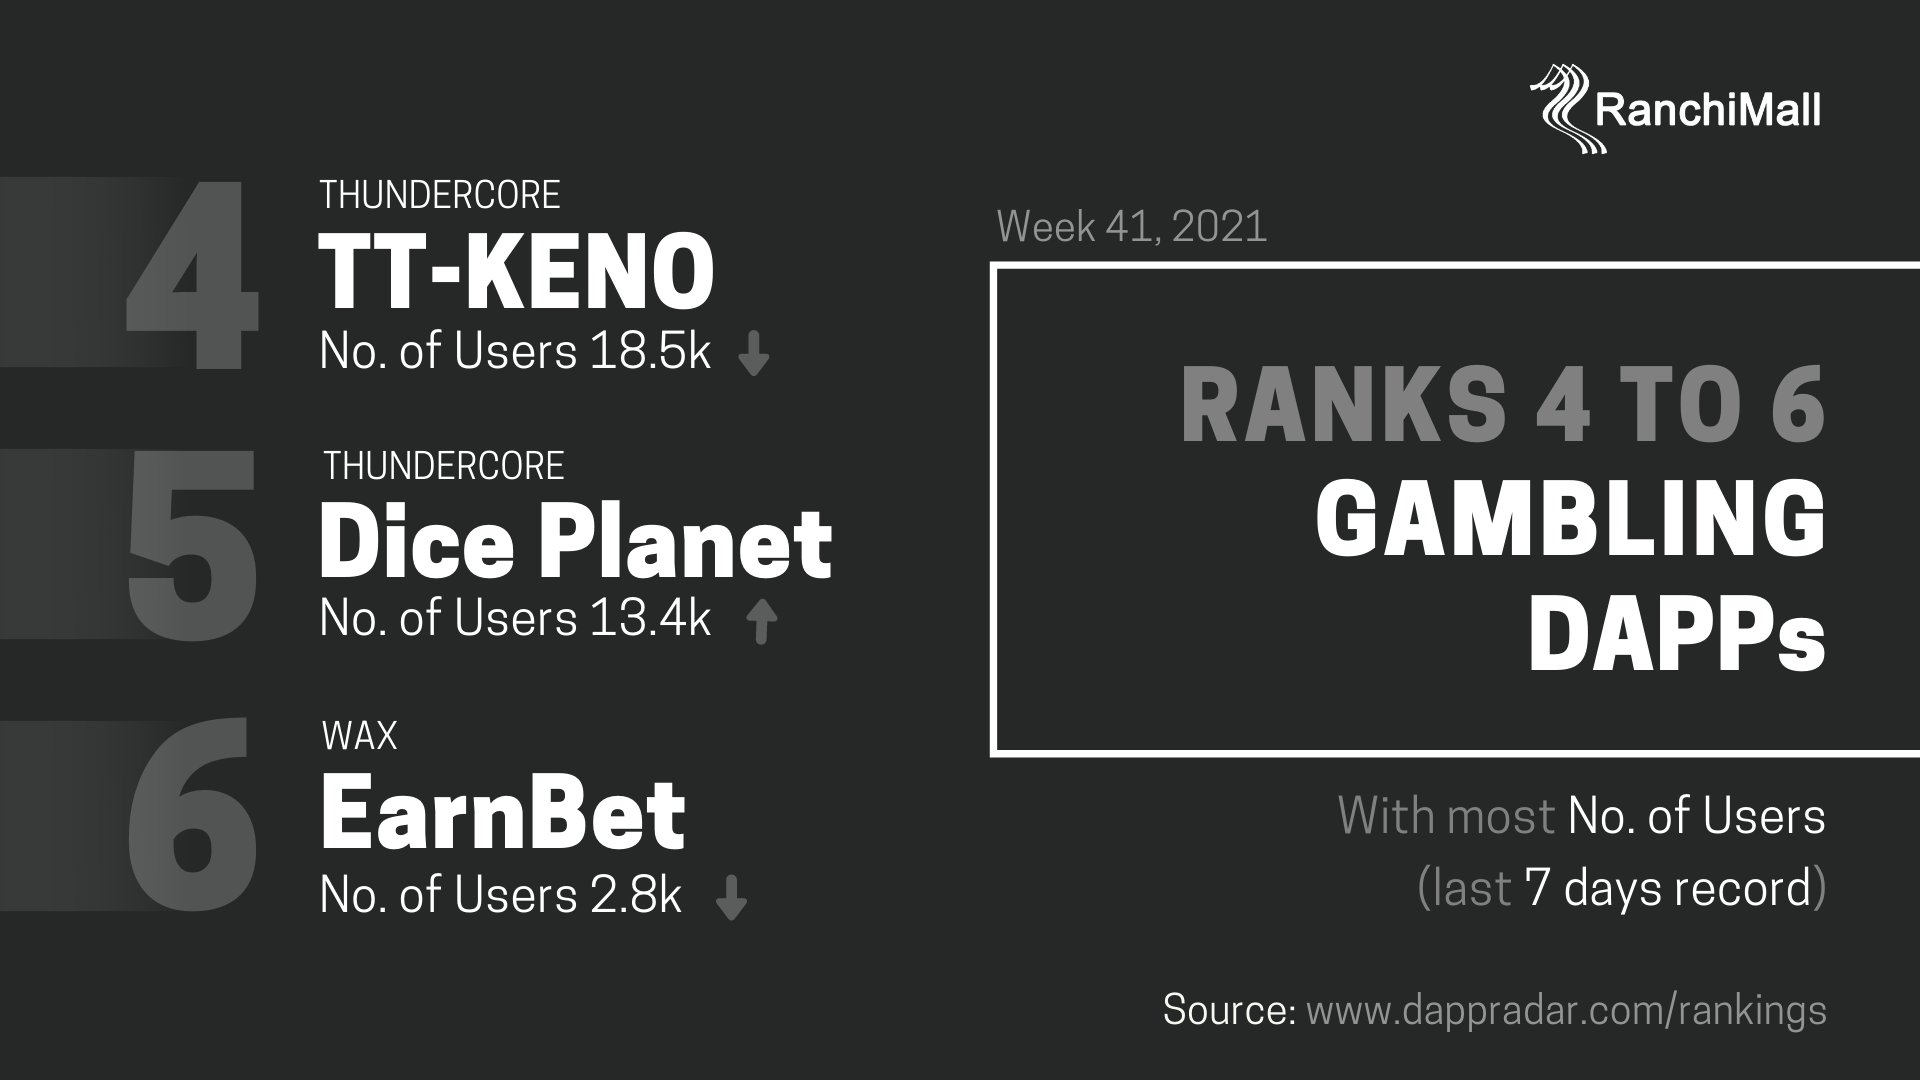 RanchiMall
4
THUNDERCORE
TT-KENO
No. of Users 18.5k
5
THUNDERCORE
Dice Planet
No. of Users 13.4k
6
WAX
EarnBet
No. of Users 2.8k
Week 41, 2021
RANKS 4 TO 6
GAMBLING
DAPPs
With most No. of Users
(last 7 days record)
Source: www.dappradar.com/rankings